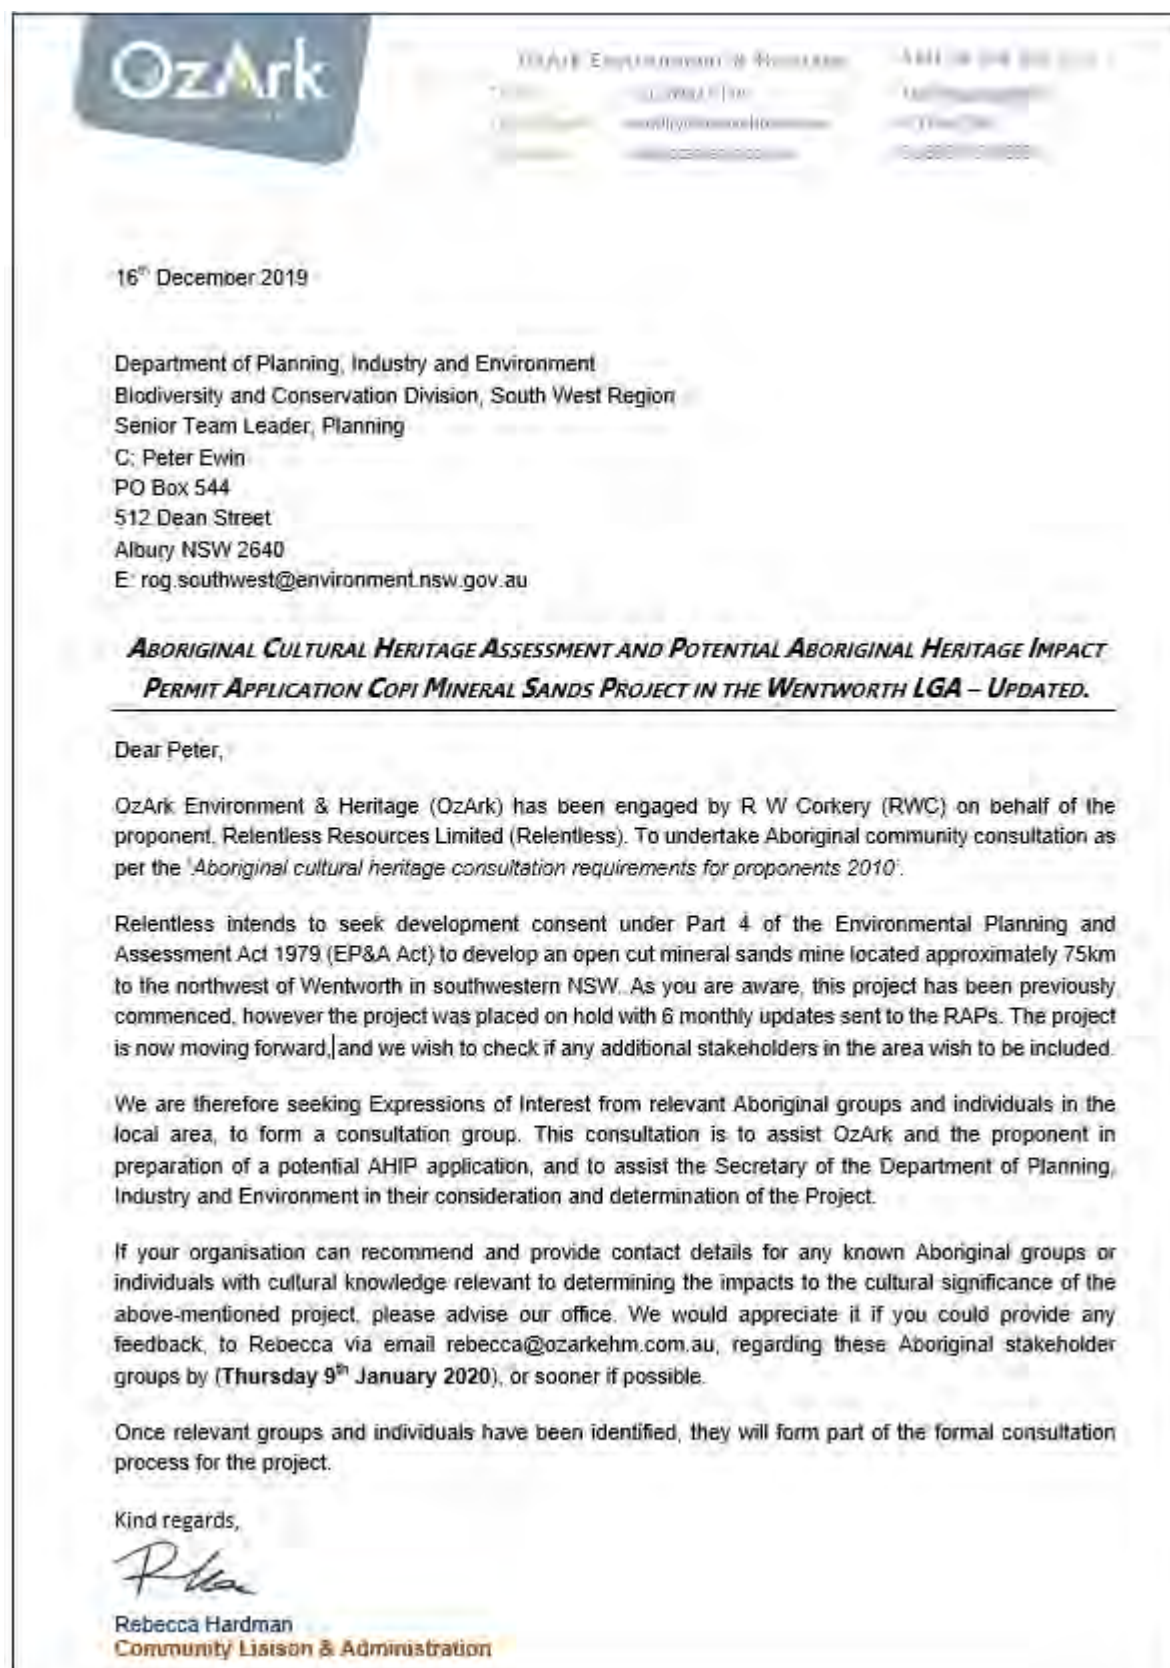 OzArk
OzArk Environment & Heritage
16th December 2019
Department of Planning, Industry and Environment
Biodiversity and Conservation Division, South West Region
Senior Team Leader, Planning
C: Peter Ewin
PO Box 544
512 Dean Street
Albury NSW 2640
E: rog.southwest@environment.nsw.gov.au
ABORIGINAL CULTURAL HERITAGE ASSESSMENT AND POTENTIAL ABORIGINAL HERITAGE IMPACT
PERMIT APPLICATION COPI MINERAL SANDS PROJECT IN THE WENTWORTH LGA – UPDATED.
Dear Peter,
OzArk Environment & Heritage (OzArk) has been engaged by R W Corkery (RWC) on behalf of the
proponent, Relentless Resources Limited (Relentless). To undertake Aboriginal community consultation as
per the 'Aboriginal cultural heritage consultation requirements for proponents 2010'.
Relentless intends to seek development consent under Part 4 of the Environmental Planning and
Assessment Act 1979 (EP&A Act) to develop an open cut mineral sands mine located approximately 75km
to the northwest of Wentworth in southwestern NSW. As you are aware, this project has been previously
commenced, however the project was placed on hold with 6 monthly updates sent to the RAPs. The project
is now moving forward, and we wish to check if any additional stakeholders in the area wish to be included.
We are therefore seeking Expressions of Interest from relevant Aboriginal groups and individuals in the
local area, to form a consultation group. This consultation is to assist OzArk and the proponent in
preparation of a potential AHIP application, and to assist the Secretary of the Department of Planning,
Industry and Environment in their consideration and determination of the Project.
If your organisation can recommend and provide contact details for any known Aboriginal groups or
individuals with cultural knowledge relevant to determining the impacts to the cultural significance of the
above-mentioned project, please advise our office. We would appreciate it if you could provide any
feedback, to Rebecca via email rebecca@ozarkehm.com.au, regarding these Aboriginal stakeholder
groups by (Thursday 9th January 2020), or sooner if possible.
Once relevant groups and individuals have been identified, they will form part of the formal consultation
process for the project.
Kind regards,
Rebecca Hardman
Community Liaison & Administration